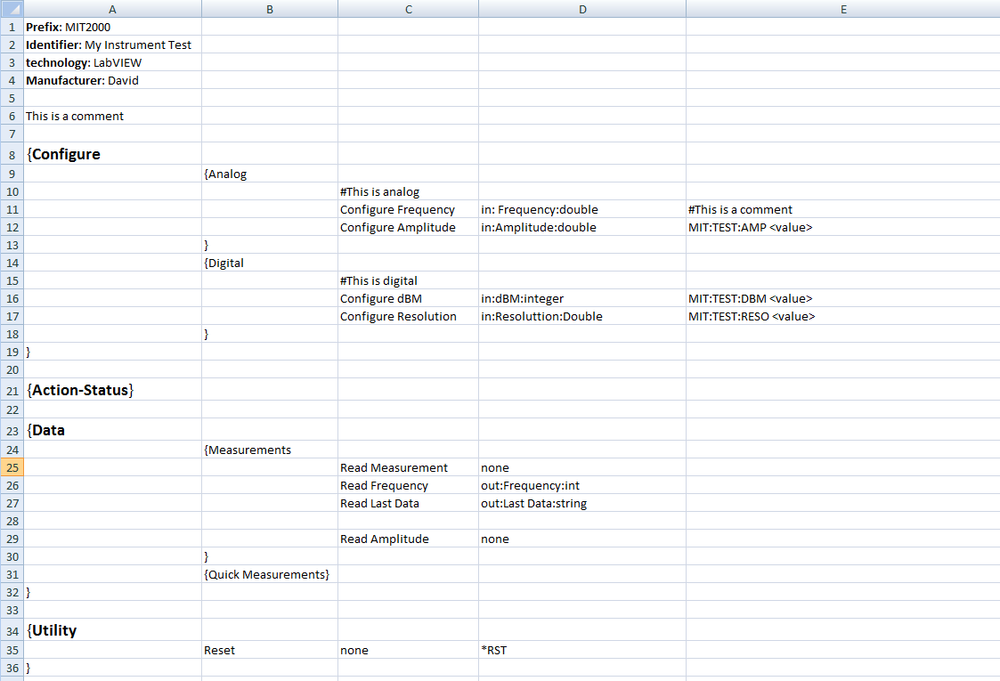 A B C D E
1 Prefix: MIT2000
2 Identifier: My Instrument Test
3 technology: LabVIEW
4 Manufacturer: David
5
6 This is a comment
7
8 {Configure
9 {Analog
10 #This is analog
11 Configure Frequency in: Frequency:double #This is a comment
12 Configure Amplitude in:Amplitude:double MIT:TEST:AMP <value>
13 }
14 {Digital
15 #This is digital
16 Configure dBM in:dBM:integer MIT:TEST:DBM <value>
17 Configure Resolution in:Resoluttion:Double MIT:TEST:RESO <value>
18 }
19 }
20
21 {Action-Status}
22
23 {Data
24 {Measurements
25 Read Measurement none
26 Read Frequency out:Frequency:int
27 Read Last Data out:Last Data:string
28
29 Read Amplitude none
30 }
31 {Quick Measurements}
32 }
33
34 {Utility
35 Reset none *RST
36 }